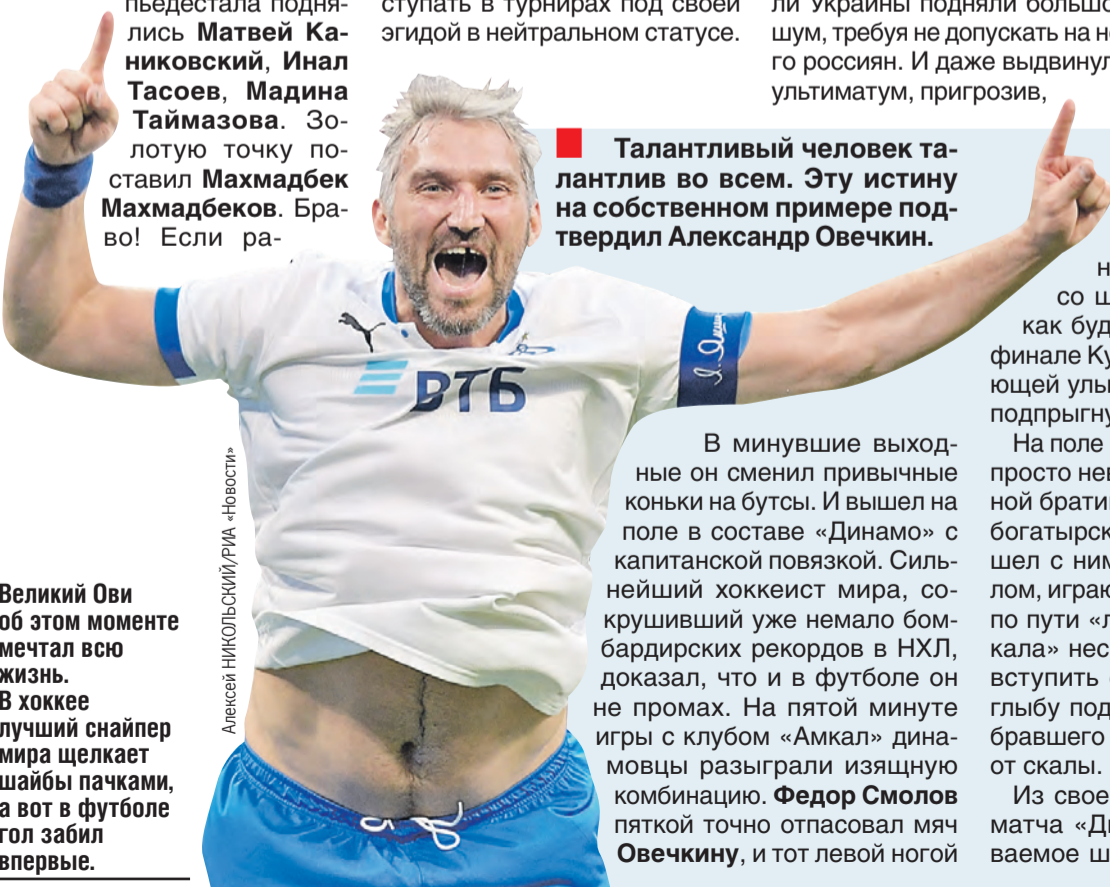 пьедестала подня-
лись Матвей Ка-
никовский, Инал
Тасоев, Мадина
Таймазова. Зо-
лотую точку по-
ставил Махмадбек
Махмадбеков. Бра-
во! Если ра-
ступать в турнирах под своей
эгидой в нейтральном статусе.
ли Украины подняли большо
шум, требуя не допускать на не
го россиян. И даже выдвинул
ультиматум, пригрозив,
Талантливый человек та-
лантлив во всем. Эту истину
на собственном примере под-
твердил Александр Овечкин.
В минувшие выход-
ные он сменил привычные
коньки на бутсы. И вышел на
поле в составе «Динамо» с
капитанской повязкой. Силь-
нейший хоккеист мира, со-
крушивший уже немало бом-
бардирских рекордов в НХЛ,
доказал, что и в футболе он
не промах. На пятой минуте
игры с клубом «Амкал» дина-
мовцы разыграли изящную
комбинацию. Федор Смолов
пяткой точно отпасовал мяч
Овечкину, и тот левой ногой
н
со ш
как буд
финале Ку
ющей улы
подпрыгну
На поле
просто нев
ной брати
богатырск
шел с ним
лом, играю
по пути «л
кала» нес
вступить
глыбу под
бравшего
от скалы.
Из свое
матча «Ди
ваемое ш
ВТБ
Алексей НИКОЛЬСКИЙ/РИА «Новости»
Великий Ови
об этом моменте
мечтал всю
жизнь.
В хоккее
лучший снайпер
мира щелкает
шайбы пачками,
а вот в футболе
гол забил
впервые.